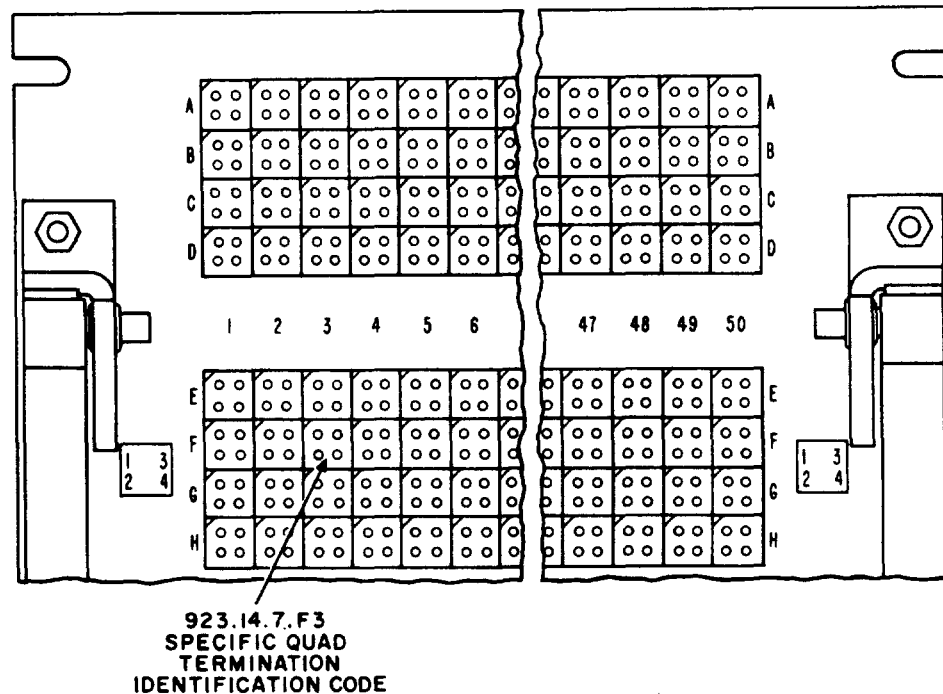 A A
B B
C C
D D
1 2 3 4 5 6 47 48 49 50
E E
F F
1 3 1 3
2 4 2 4
G G
H H
923.14.7.F3
SPECIFIC QUAD
TERMINATION
IDENTIFICATION CODE